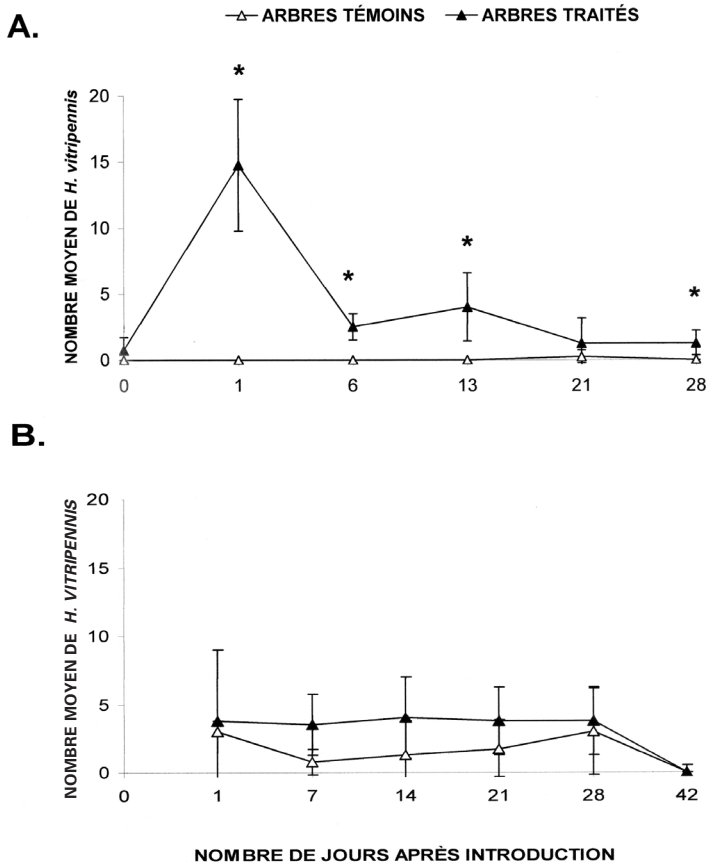 ARBRES TÉMOINS ARBRES TRAITÉS
A.
*
20
15
10
5
0
*
*
*
NOMBRE MOYEN DE H. vitripennis
0 1 6 13 21 28
B.
20
15
10
5
0
NOMBRE MOYEN DE H. VITRIPENNIS
0 1 7 14 21 28 42
NOMBRE DE JOURS APRÈS INTRODUCTION